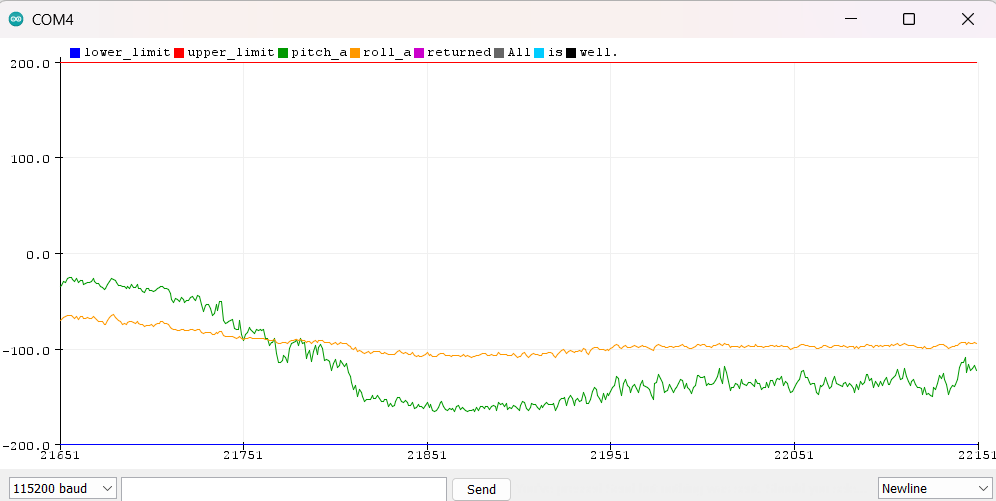 COM4
lower_limit upper_limit pitch_a roll_a returned All is well.
200.0
100.0
0.0
-100.0
-200.0
21651 21751 21851 21951 22051 22151
115200 baud Send Newline